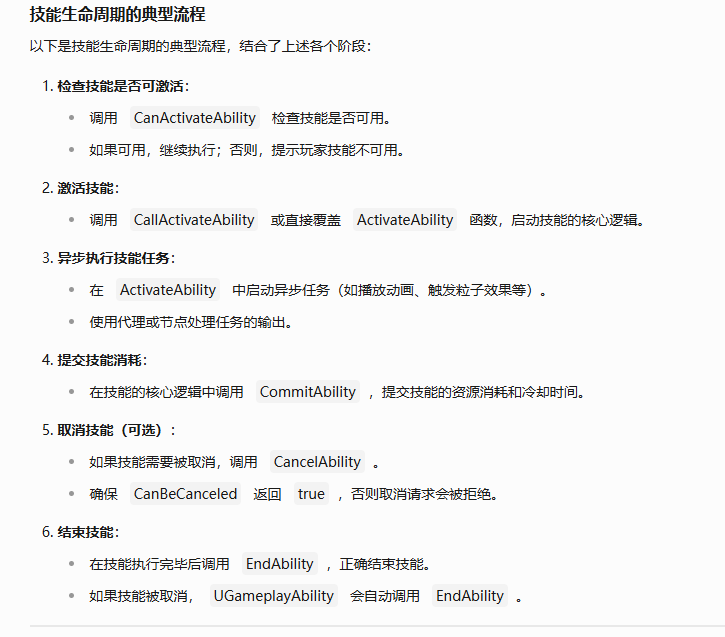 技能生命周期的典型流程
以下是技能生命周期的典型流程，结合了上述各个阶段：
1. 检查技能是否可激活：
• 调用 CanActivateAbility 检查技能是否可用。
• 如果可用，继续执行；否则，提示玩家技能不可用。
2. 激活技能：
• 调用 CallActivateAbility 或直接覆盖 ActivateAbility 函数，启动技能的核心逻辑。
3. 异步执行技能任务：
• 在 ActivateAbility 中启动异步任务（如播放动画、触发粒子效果等）。
• 使用代理或节点处理任务的输出。
4. 提交技能消耗：
• 在技能的核心逻辑中调用 CommitAbility ，提交技能的资源消耗和冷却时间。
5. 取消技能（可选）：
• 如果技能需要被取消，调用 CancelAbility 。
• 确保 CanBeCanceled 返回 true ，否则取消请求会被拒绝。
6. 结束技能：
• 在技能执行完毕后调用 EndAbility ，正确结束技能。
• 如果技能被取消， UGameplayAbility 会自动调用 EndAbility 。